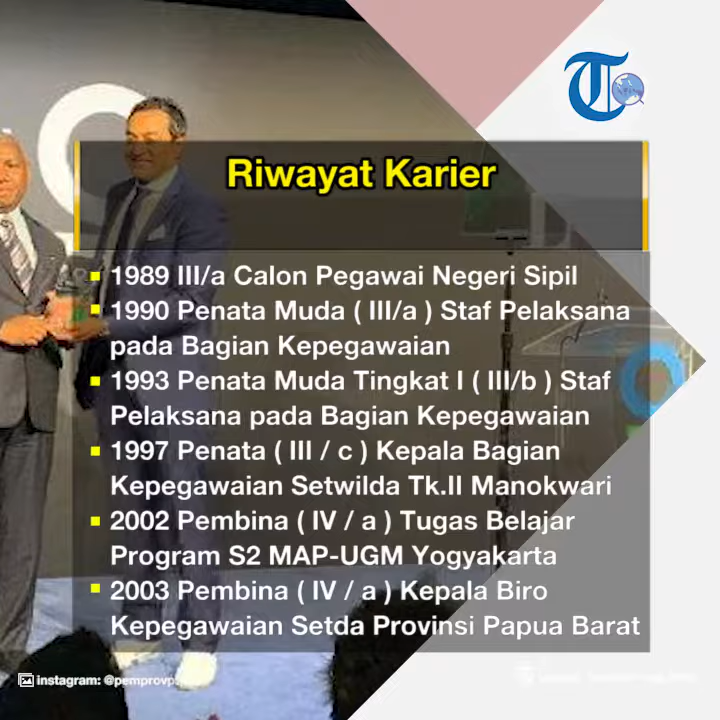 T
Riwayat Karier
1989 III/a Calon Pegawai Negeri Sipil
1990 Penata Muda ( III/a ) Staf Pelaksana
pada Bagian Kepegawaian
1993 Penata Muda Tingkat I ( III/b ) Staf
Pelaksana pada Bagian Kepegawaian
1997 Penata ( III / c ) Kepala Bagian
Kepegawaian Setwilda Tk.II Manokwari
2002 Pembina ( IV / a ) Tugas Belajar
Program S2 MAP-UGM Yogyakarta
2003 Pembina ( IV / a ) Kepala Biro
Kepegawaian Setda Provinsi Papua Barat
instagram: @pemprovp